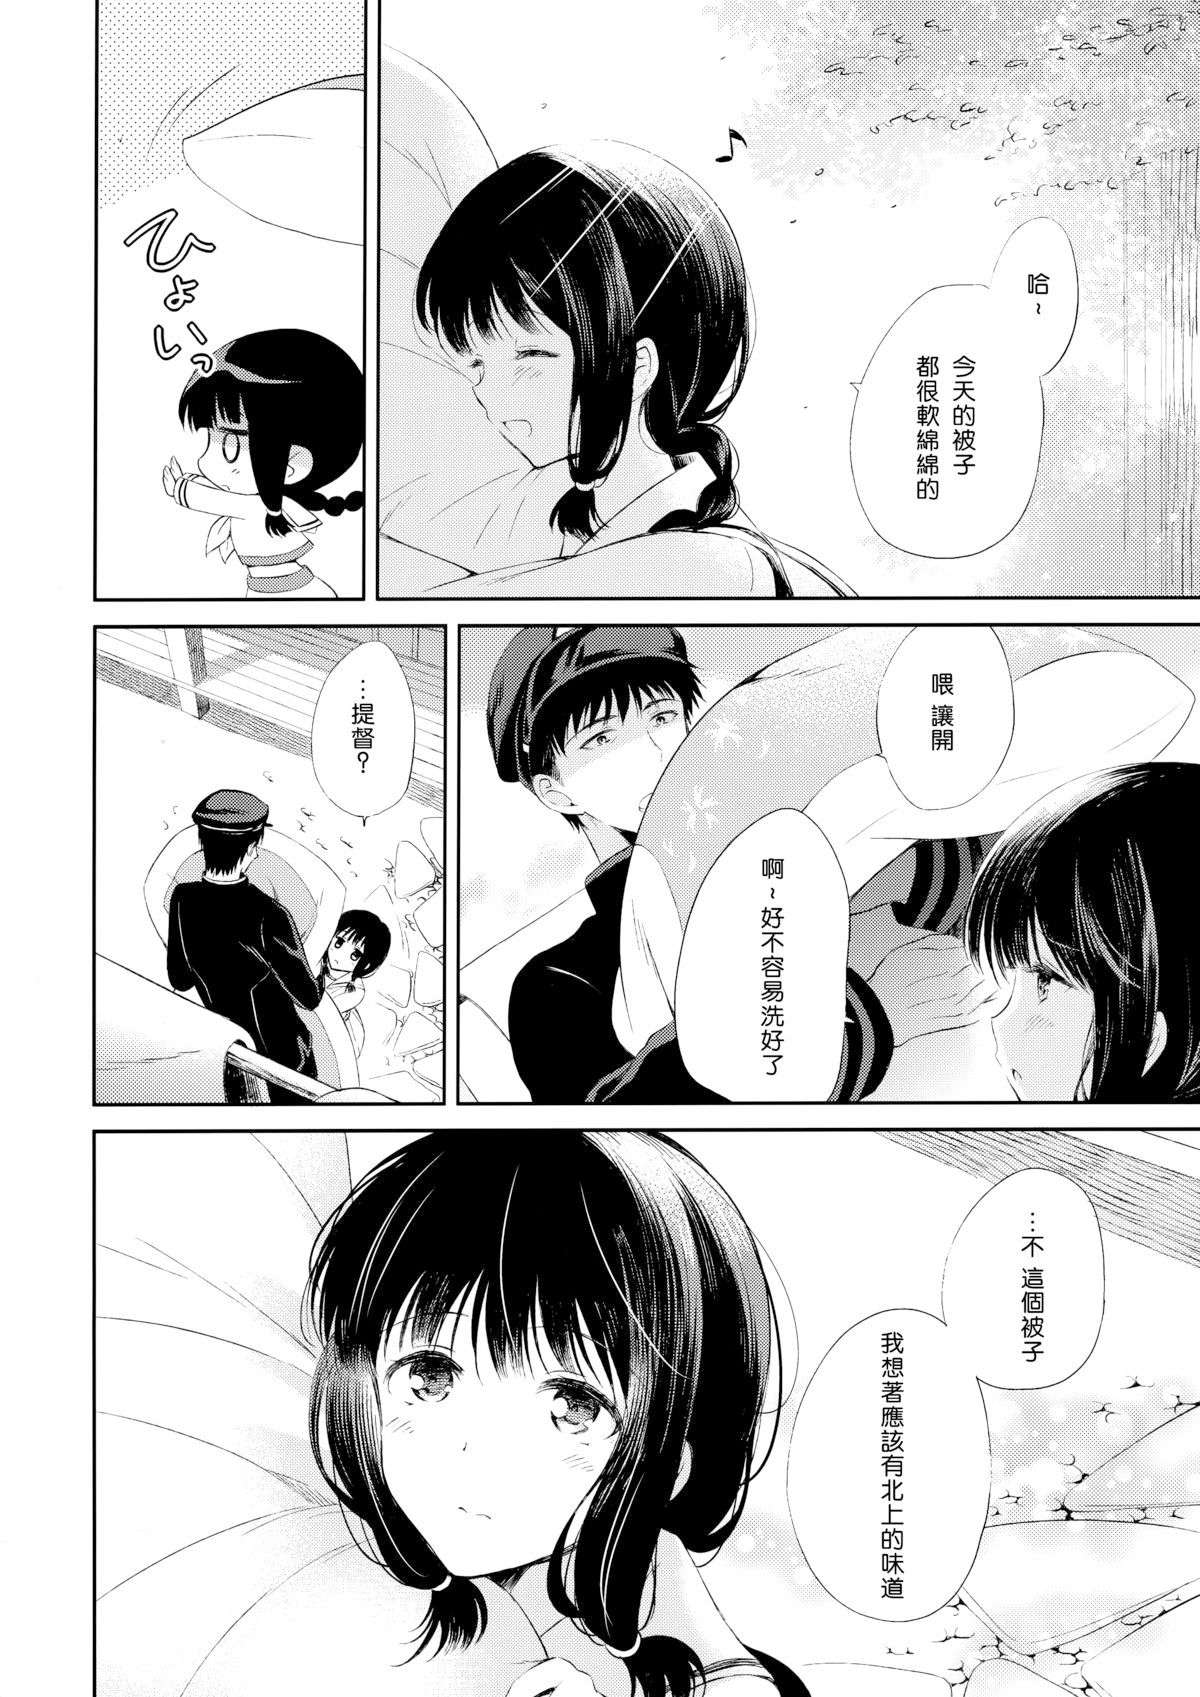 哈~
今天的被子
都很軟綿綿的
ひょいっ
喂 讓開
啊~好不容易洗好了
…提督?
…不 這個被子
我想著應該有北上的味道